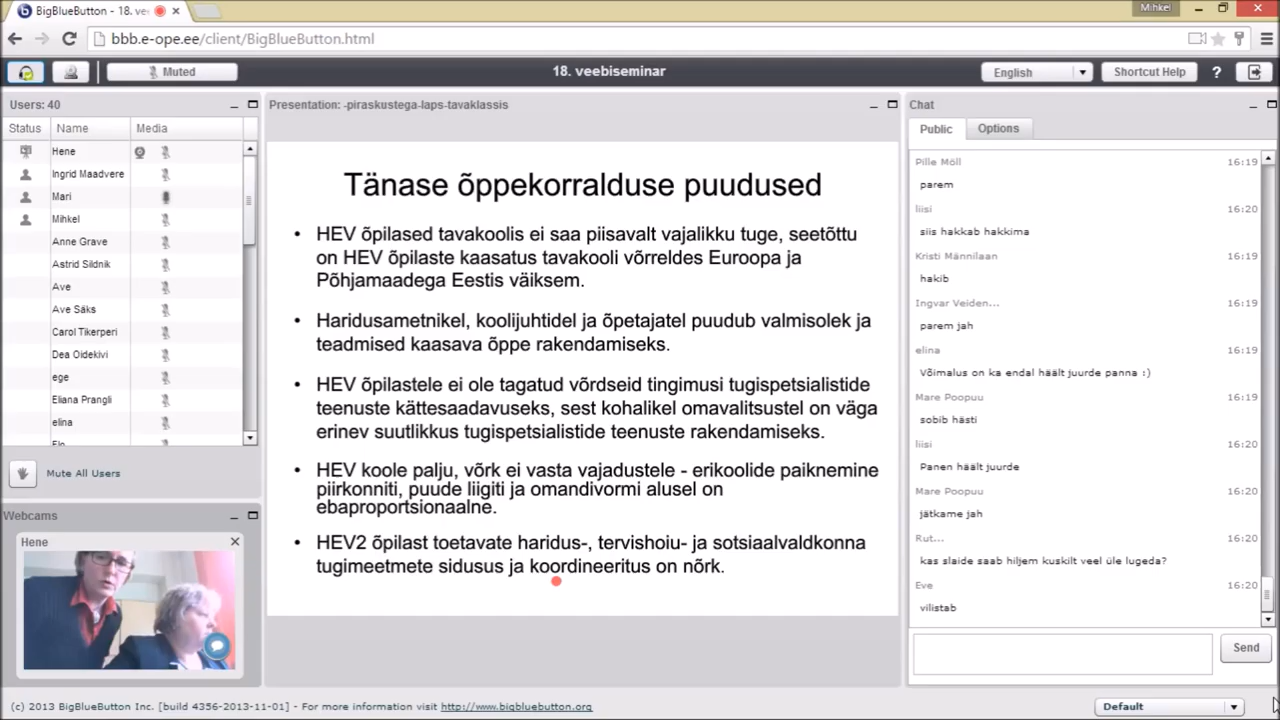 BigBlueButton - 18. vee
Mihkel
bbb.e-ope.ee/client/BigBlueButton.html
Muted
18. veebiseminar
English
Shortcut Help
?
Users: 40
Status Name Media
Hene
Ingrid Maadvere
Mari
Mihkel
Anne Grave
Astrid Sildnik
Ave
Ave Säks
Carol Tikerperi
Dea Oidekivi
ege
Eliana Prangli
elina
Mute All Users
Webcams
Hene
Presentation: -piraskustega-laps-tavaklassis
Tänase õppekorralduse puudused
• HEV õpilased tavakoolis ei saa piisavalt vajalikku tuge, seetõttu
on HEV õpilaste kaasatus tavakooli võrreldes Euroopa ja
Põhjamaadega Eestis väiksem.
• Haridusametnikel, koolijuhtidel ja õpetajatel puudub valmisolek ja
teadmised kaasava õppe rakendamiseks.
• HEV õpilastele ei ole tagatud võrdseid tingimusi tugispetsialistide
teenuste kättesaadavuseks, sest kohalikel omavalitsustel on väga
erinev suutlikkus tugispetsialistide teenuste rakendamiseks.
• HEV koole palju, võrk ei vasta vajadustele - erikoolide paiknemine
piirkonniti, puude liigiti ja omandivormi alusel on
ebaproportsionaalne.
• HEV2 õpilast toetavate haridus-, tervishoiu- ja sotsiaalvaldkonna
tugimeetmete sidusus ja koordineeritus on nõrk.
Chat
Public Options
Pille Möll 16:19
parem
liisi 16:20
siis hakkab hakkima
Kristi Männilaan 16:19
hakib
Ingvar Veiden... 16:19
parem jah
elina 16:19
Võimalus on ka endal häält juurde panna :)
Mare Poopuu 16:19
sobib hästi
liisi 16:20
Panen häält juurde
Mare Poopuu 16:20
jätkame jah
Rut... 16:20
kas slaide saab hiljem kuskilt veel üle lugeda?
Eve 16:20
vilistab
Send
(c) 2013 BigBlueButton Inc. [build 4356-2013-11-01] - For more information visit http://www.bigbluebutton.org
Default